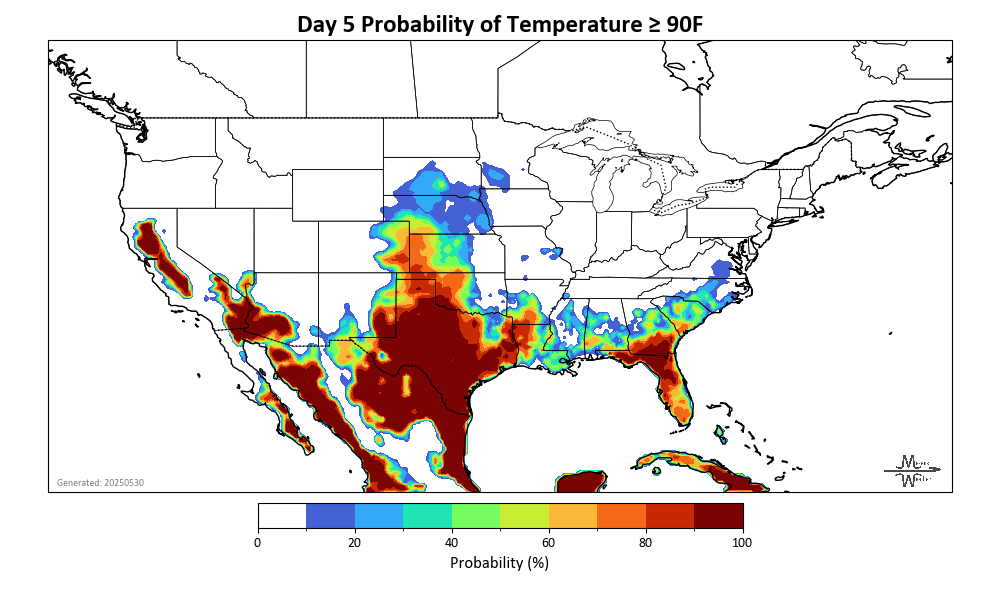 Day 5 Probability of Temperature ≥ 90F
Generated: 20250530
0 20 40 60 80 100
Probability (%)